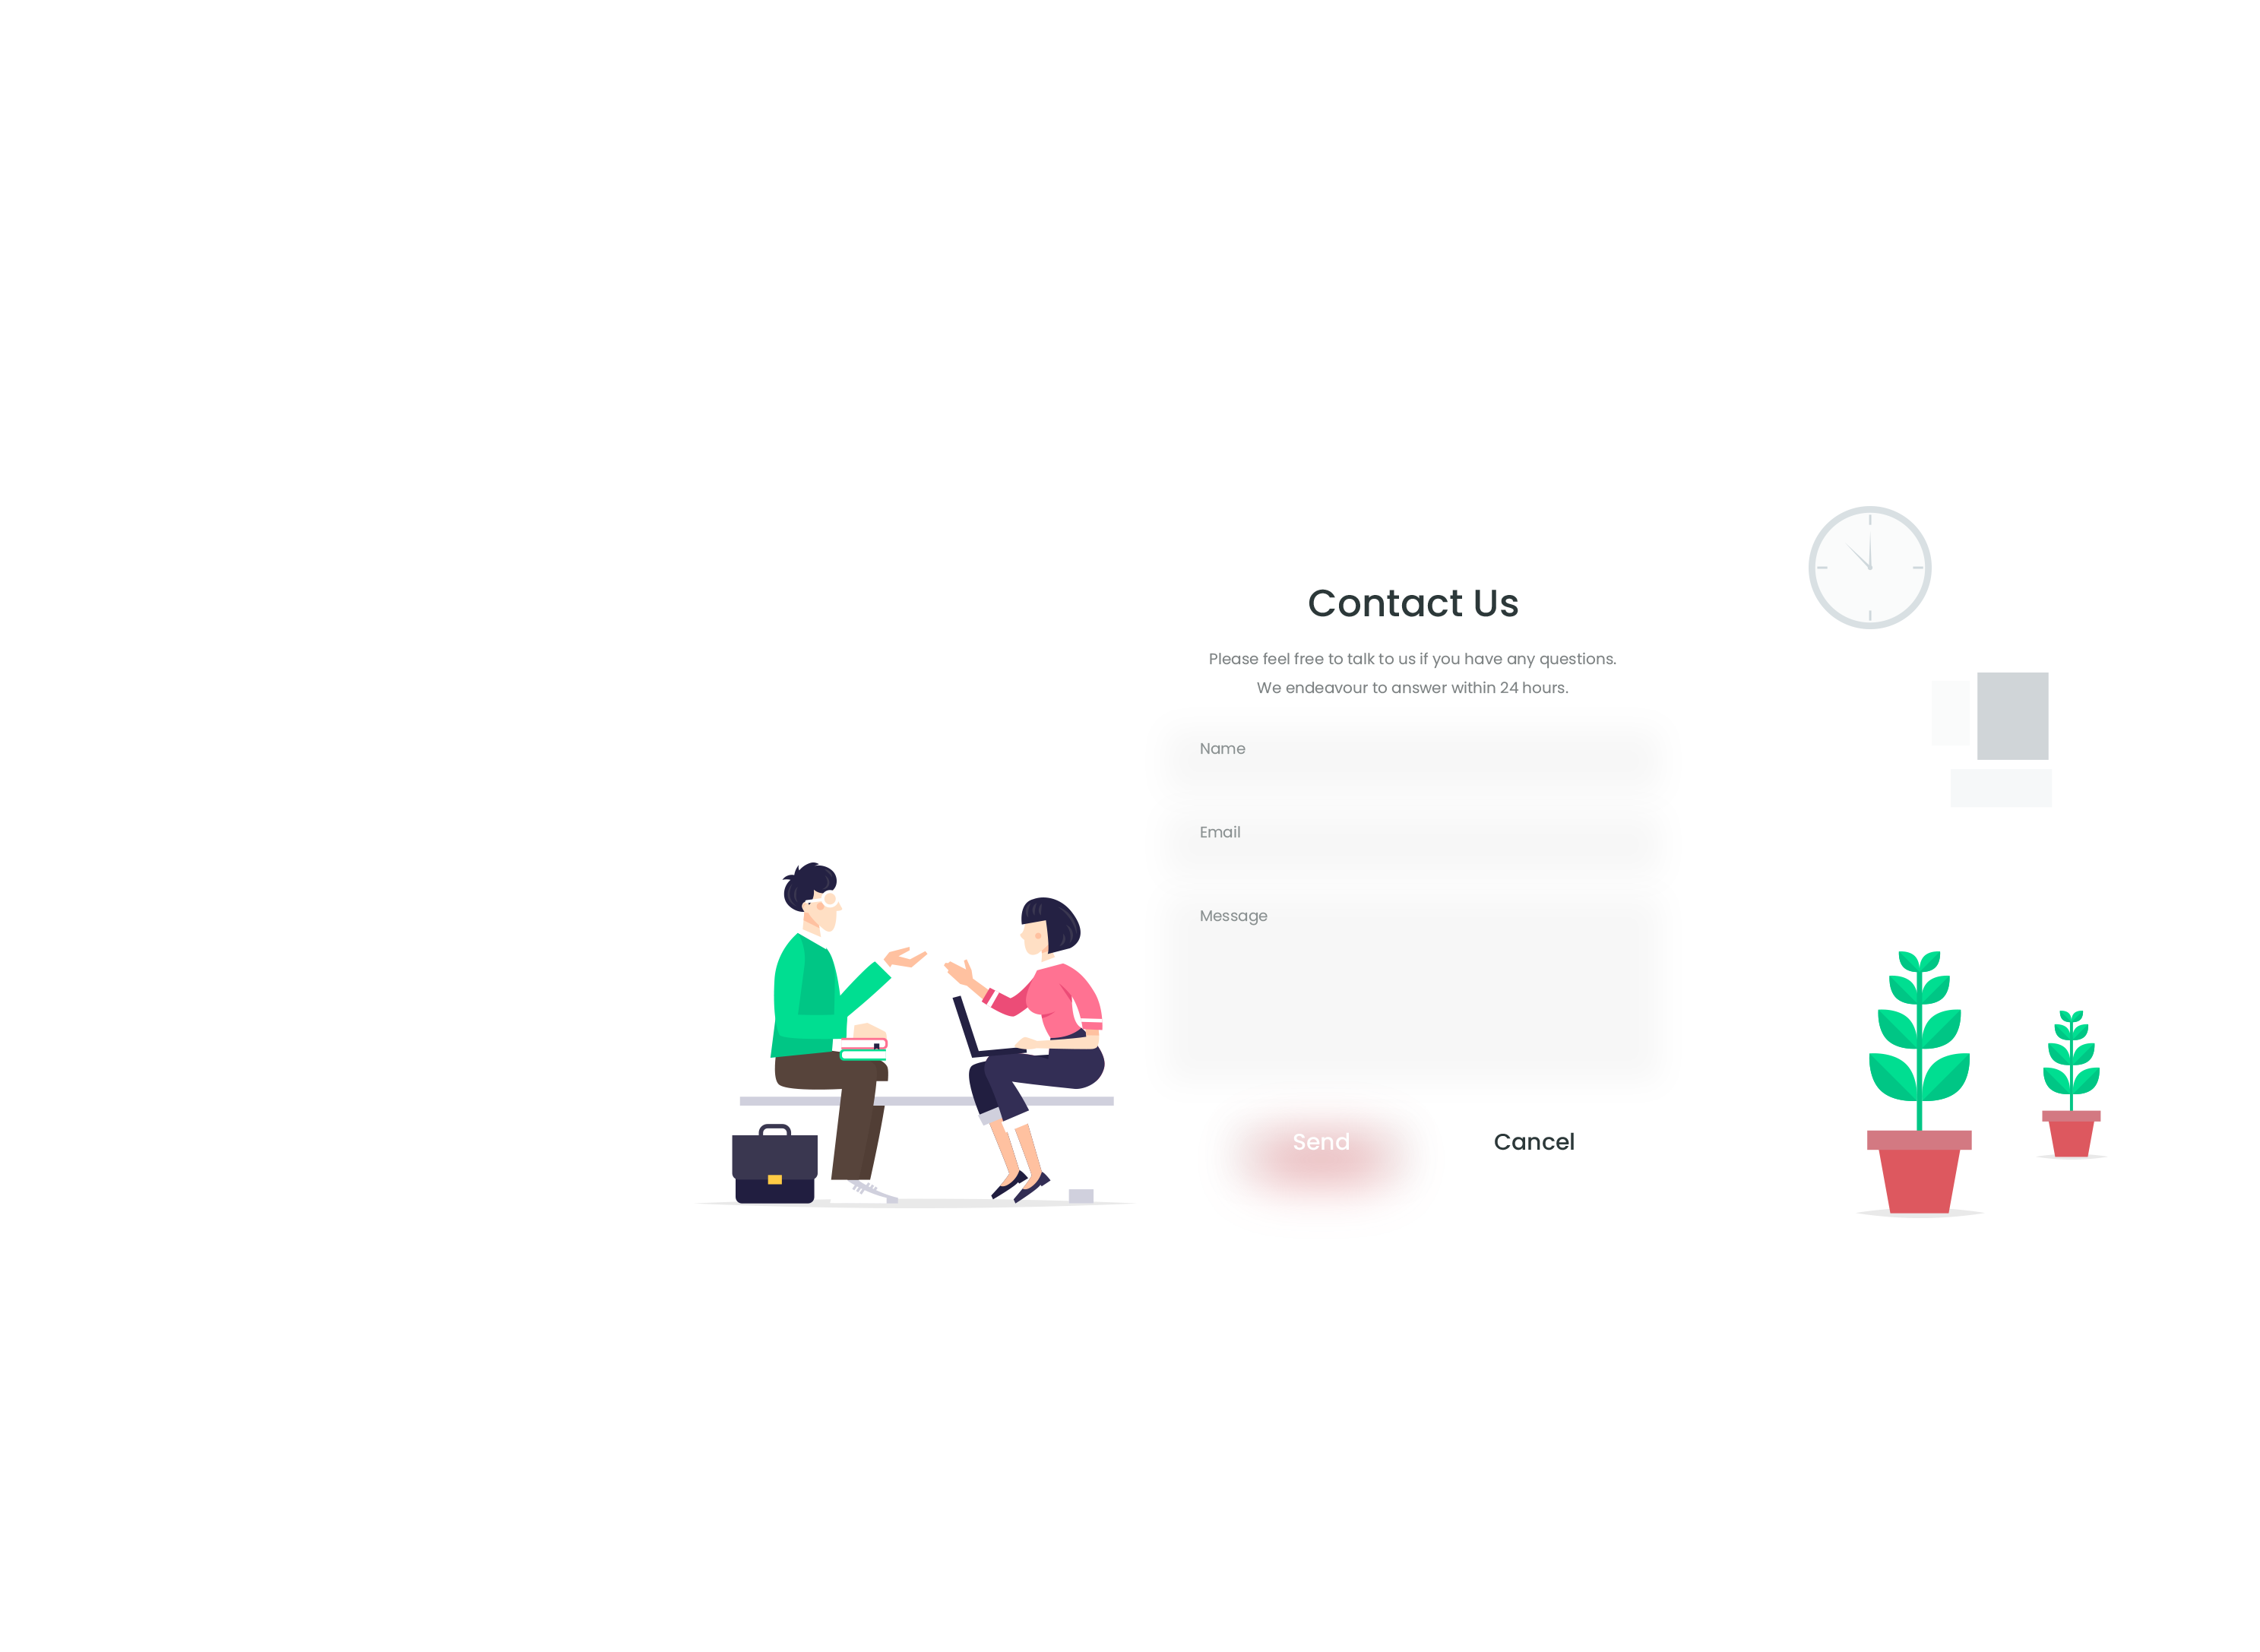 Contact Us
Please feel free to talk to us if you have any questions.
We endeavour to answer within 24 hours.
Name
Email
Message
Send
Cancel